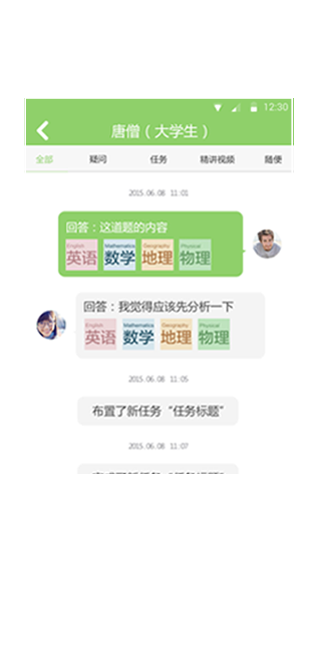 12:30
唐僧（大学生）
全部 疑问 任务 精讲视频 随便
2015.06.08 11:01
回答：这道题的内容
English Mathematics Geography Physical
英语 数学 地理 物理
回答：我觉得应该先分析一下
English Mathematics Geography Physical
英语 数学 地理 物理
2015.06.08 11:05
布置了新任务“任务标题”
2015.06.08 11:07